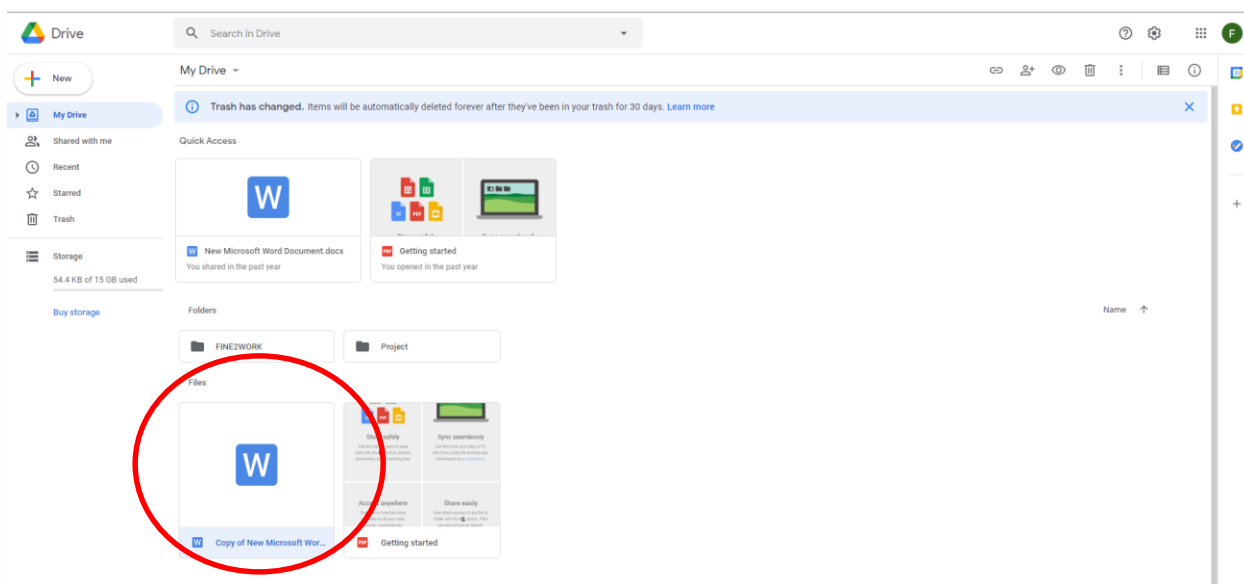 Drive
Search in Drive
F
New
My Drive
Trash has changed. Items will be automatically deleted forever after they've been in your trash for 30 days. Learn more
My Drive
Shared with me
Recent
Starred
Trash
Storage
54.4 KB of 15 GB used
Buy storage
Quick Access
W
W New Microsoft Word Document.docx
You shared in the past year
W PDF
PDF Getting started
You opened in the past year
Folders
Name
FINE2WORK
Project
Files
W
W Copy of New Microsoft Wor...
safely
Sync seamlessly
anywhere
Share easily
PDF Getting started